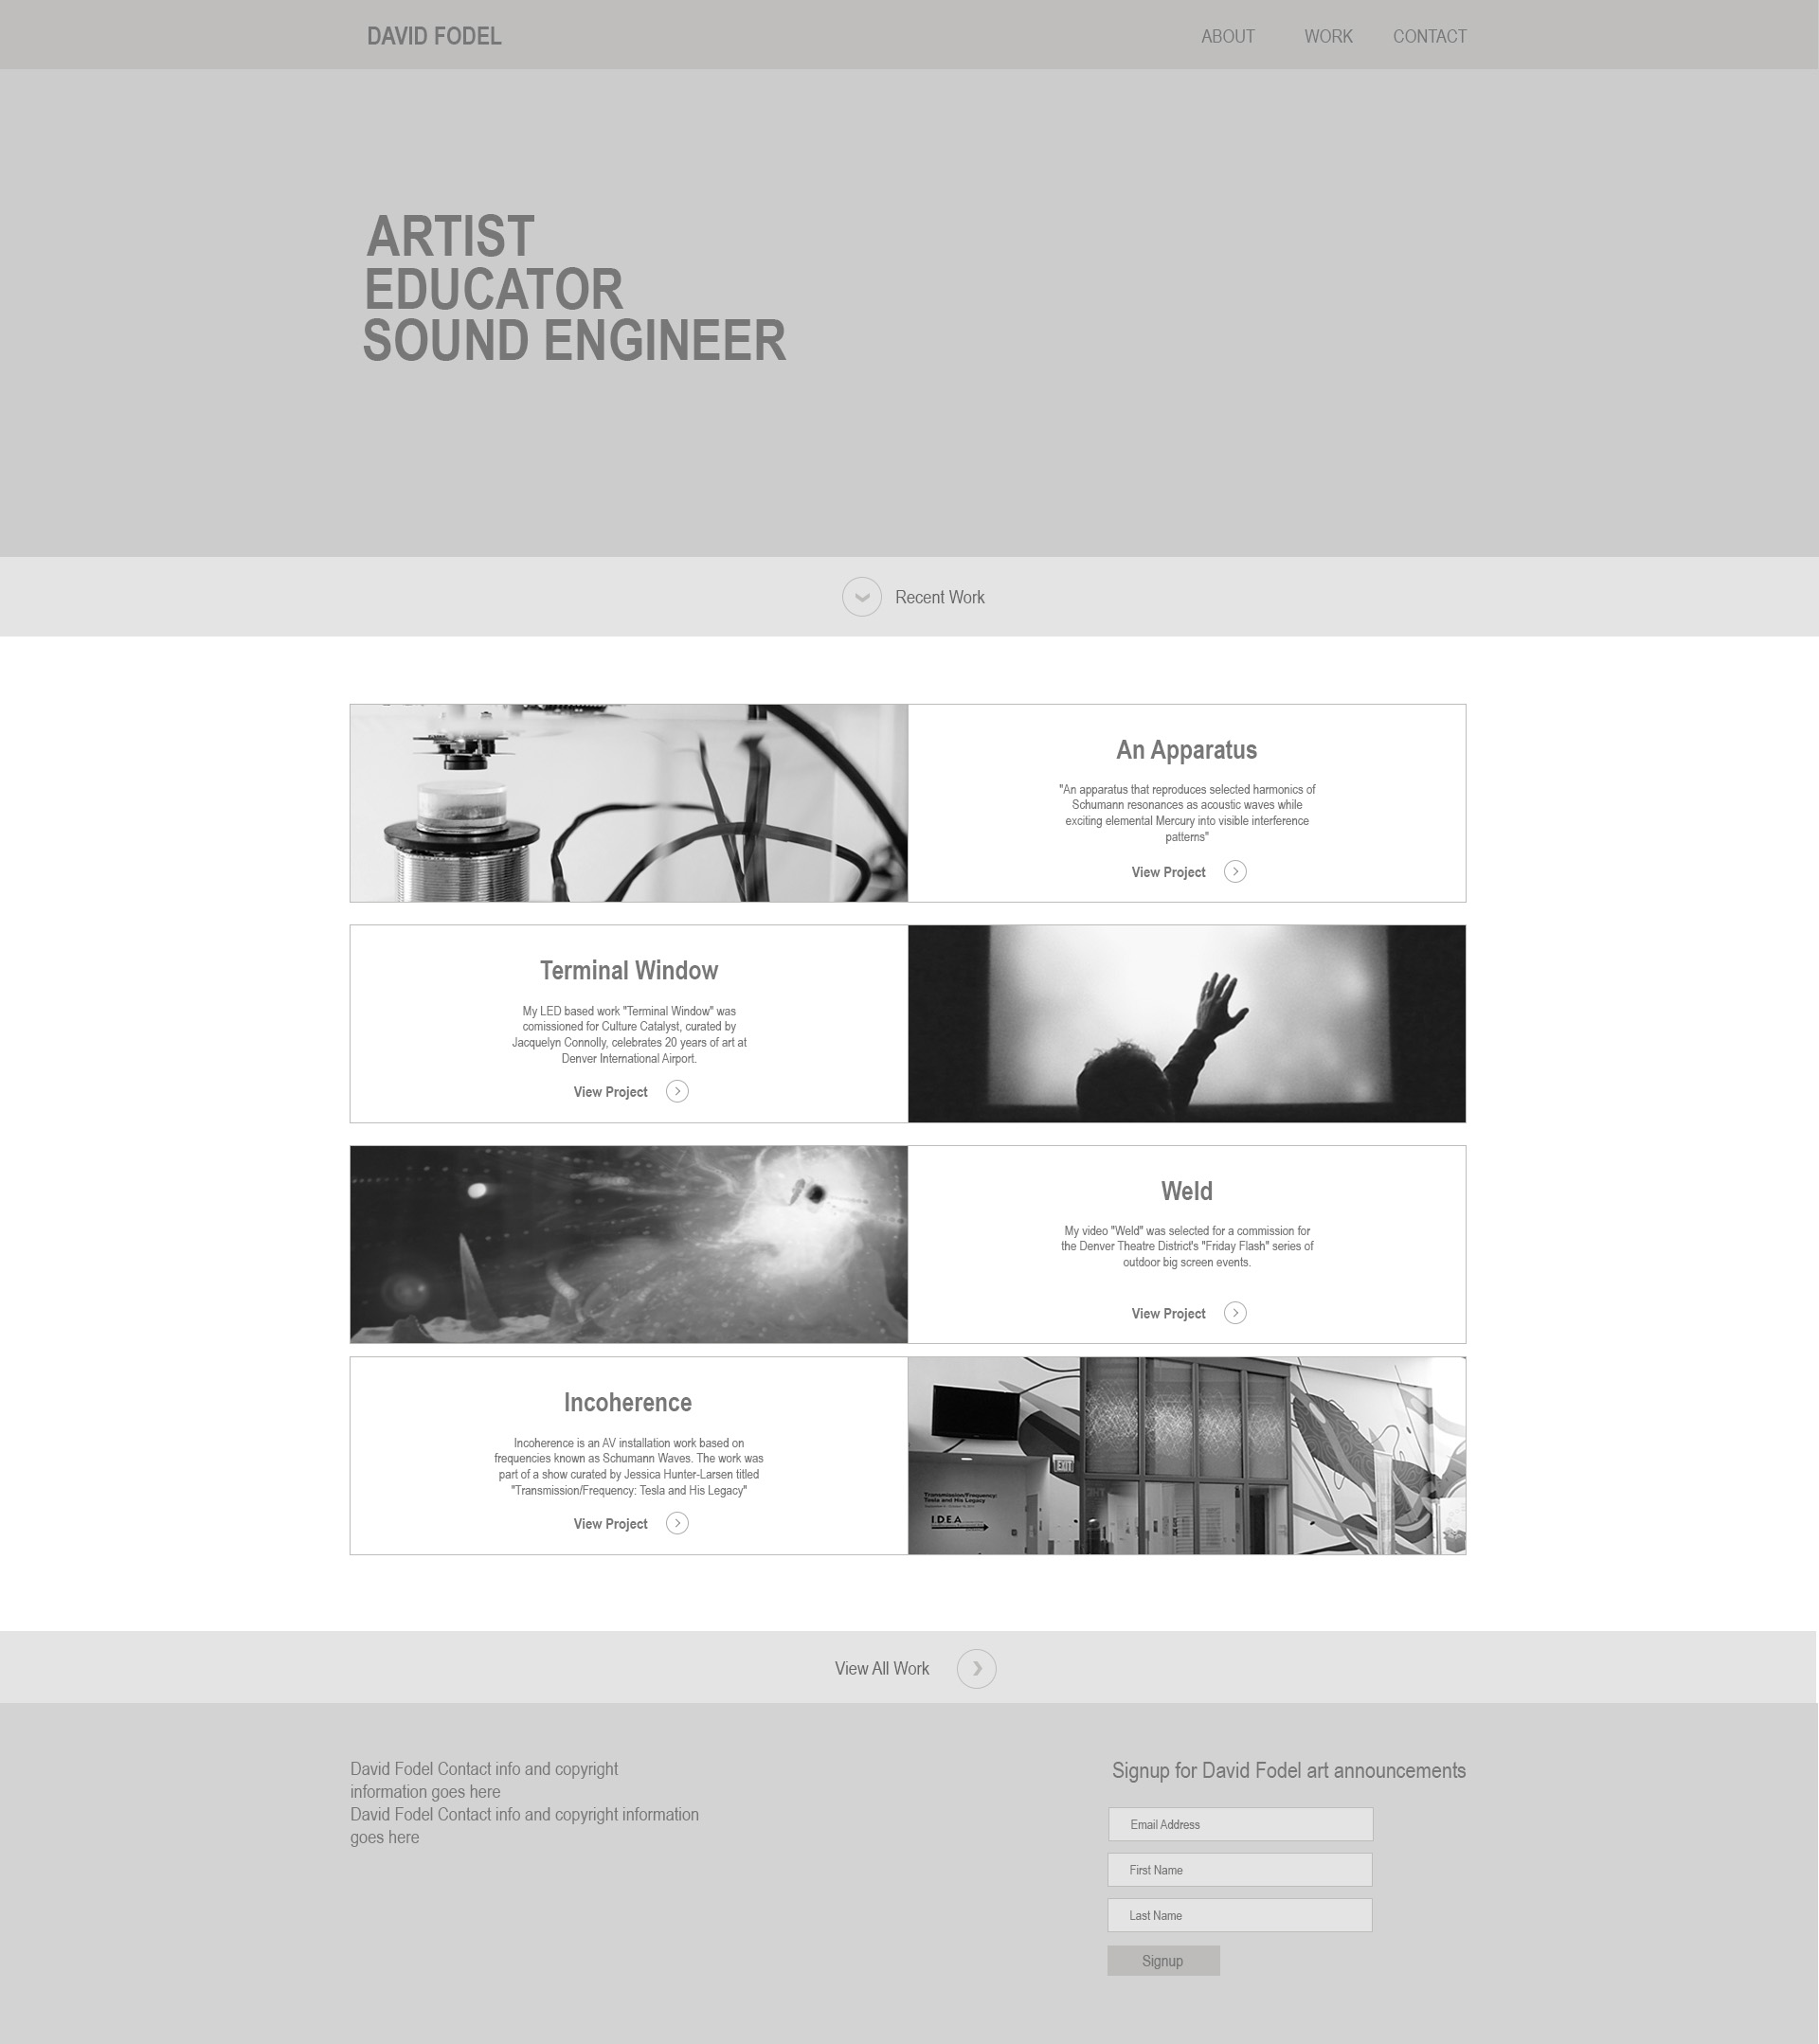 DAVID FODEL
ABOUT
WORK
CONTACT
ARTIST
EDUCATOR
SOUND ENGINEER
Recent Work
An Apparatus
"An apparatus that reproduces selected harmonics of
Schumann resonances as acoustic waves while
exciting elemental Mercury into visible interference
patterns"
View Project
Terminal Window
My LED based work "Terminal Window" was
comissioned for Culture Catalyst, curated by
Jacquelyn Connolly, celebrates 20 years of art at
Denver International Airport.
View Project
Weld
My video "Weld" was selected for a commission for
the Denver Theatre District's "Friday Flash" series of
outdoor big screen events.
View Project
Incoherence
Incoherence is an AV installation work based on
frequencies known as Schumann Waves. The work was
part of a show curated by Jessica Hunter-Larsen titled
"Transmission/Frequency: Tesla and His Legacy"
View Project
EXIT
Transmission/Frequency:
Tesla and His Legacy
IDEA
View All Work
David Fodel Contact info and copyright
information goes here
David Fodel Contact info and copyright information
goes here
Signup for David Fodel art announcements
Email Address
First Name
Last Name
Signup